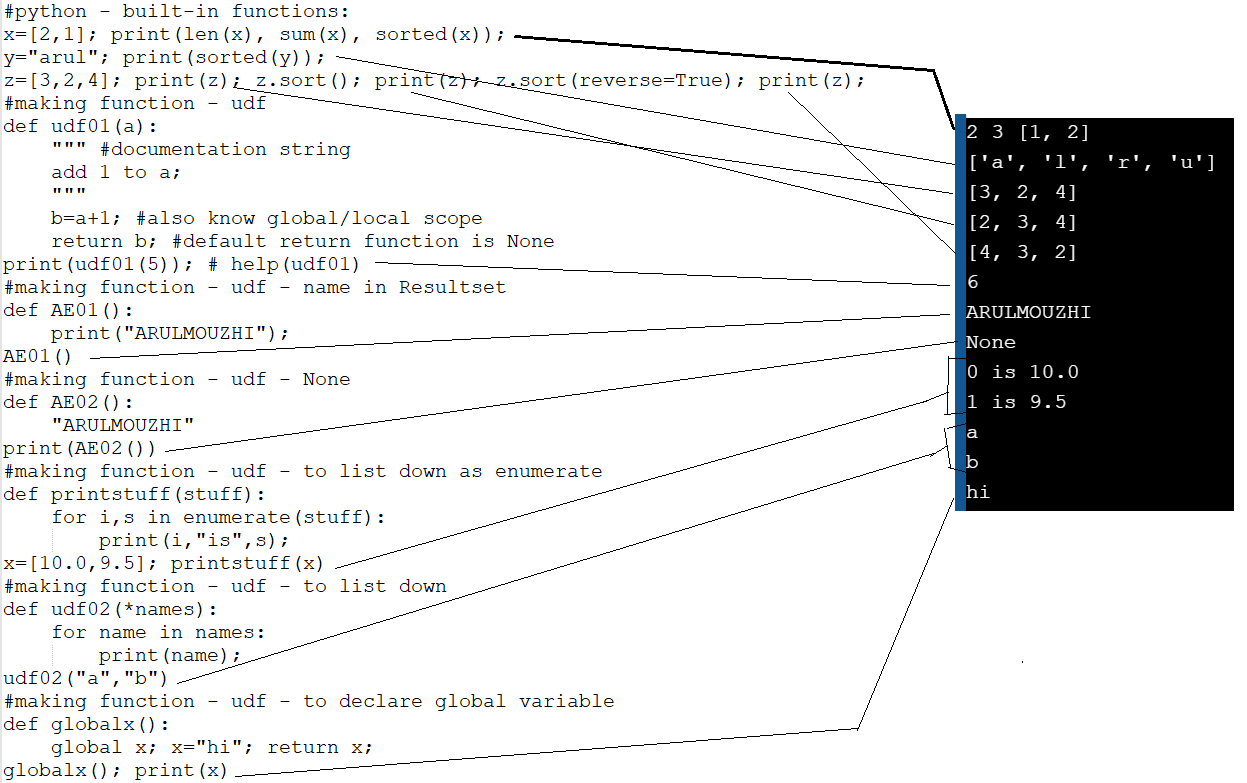 #python - built-in functions:
x=[2,1]; print(len(x), sum(x), sorted(x));
y="arul"; print(sorted(y));
z=[3,2,4]; print(z); z.sort(); print(z); z.sort(reverse=True); print(z);
#making function - udf
def udf01(a):
    """ #documentation string
    add 1 to a;
    """
    b=a+1; #also know global/local scope
    return b; #default return function is None
print(udf01(5)); # help(udf01)
#making function - udf - name in Resultset
def AE01():
    print("ARULMOUZHI");
AE01()
#making function - udf - None
def AE02():
    "ARULMOUZHI"
print(AE02())
#making function - udf - to list down as enumerate
def printstuff(stuff):
    for i,s in enumerate(stuff):
        print(i,"is",s);
x=[10.0,9.5]; printstuff(x)
#making function - udf - to list down
def udf02(*names):
    for name in names:
        print(name);
udf02("a","b")
#making function - udf - to declare global variable
def globalx():
    global x; x="hi"; return x;
globalx(); print(x)
2 3 [1, 2]
['a', 'l', 'r', 'u']
[3, 2, 4]
[2, 3, 4]
[4, 3, 2]
6
ARULMOUZHI
None
0 is 10.0
1 is 9.5
a
b
hi